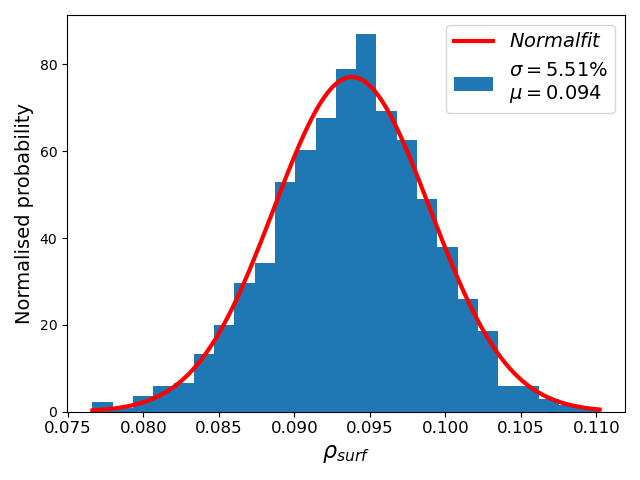 Normalfit
σ = 5.51%
μ = 0.094
Normalised probability
80
60
40
20
0
0.075 0.080 0.085 0.090 0.095 0.100 0.105 0.110
ρsurf